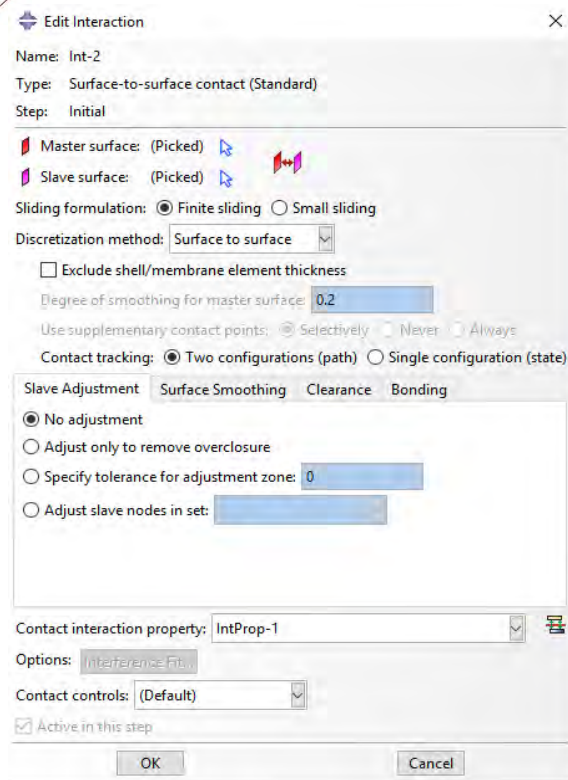 Edit Interaction
Name: Int-2
Type: Surface-to-surface contact (Standard)
Step: Initial
Master surface: (Picked)
Slave surface: (Picked)
Sliding formulation: Finite sliding Small sliding
Discretization method: Surface to surface
Exclude shell/membrane element thickness
Degree of smoothing for master surface: 0.2
Use supplementary contact points: Selectively Never Always
Contact tracking: Two configurations (path) Single configuration (state)
Slave Adjustment Surface Smoothing Clearance Bonding
No adjustment
Adjust only to remove overclosure
Specify tolerance for adjustment zone: 0
Adjust slave nodes in set:
Contact interaction property: IntProp-1
Options: Interference Fit...
Contact controls: (Default)
Active in this step
OK Cancel